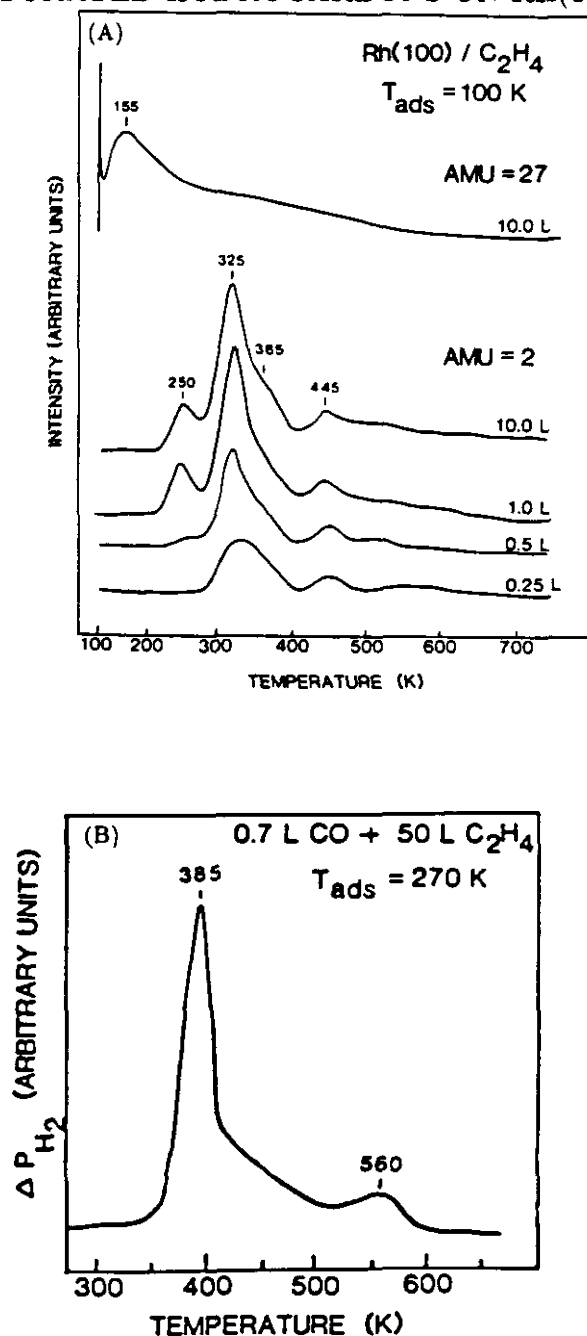 (A)
Rh(100) / C2H4
Tads = 100 K
155
AMU = 27
10.0 L
325
385
AMU = 2
250
445
10.0 L
1.0 L
0.5 L
0.25 L
INTENSITY (ARBITRARY UNITS)
100 200 300 400 500 600 700
TEMPERATURE (K)
(B) 0.7 L CO + 50 L C2H4
385
Tads = 270 K
560
Δ PH2 (ARBITRARY UNITS)
300 400 500 600
TEMPERATURE (K)